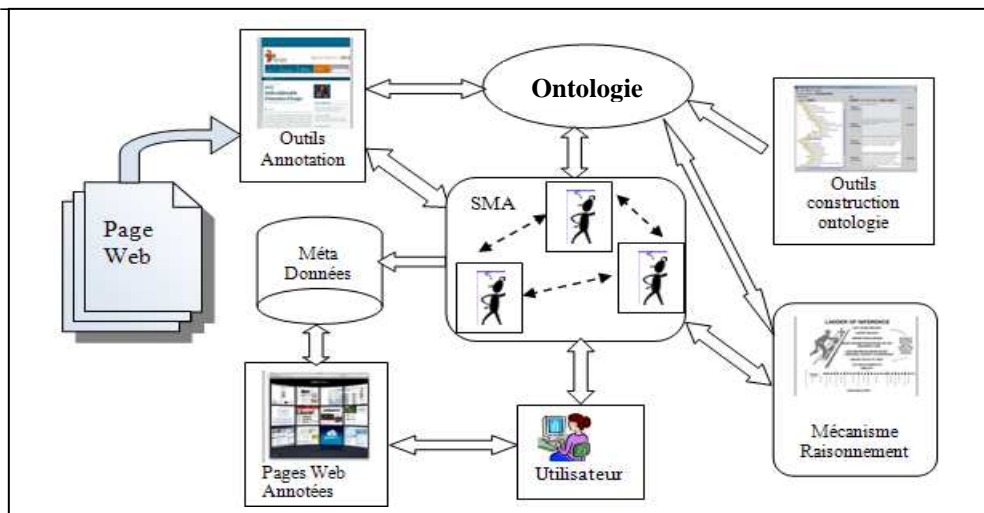 Ontologie
Outils
Annotation
Outils
construction
ontologie
Page
Web
SMA
Méta
Données
LADDER OF INFERENCE
Mécanisme
Raisonnement
Pages Web
Annotées
Utilisateur